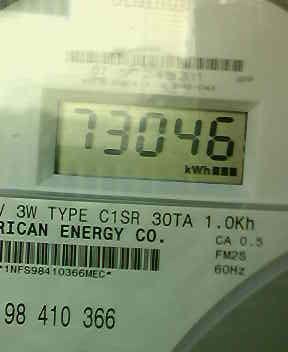 73046
kWh
3W TYPE C1SR 30TA 1.0Kh
RICAN ENERGY CO.
CA 0.5
FM2S
60Hz
*1NFS98410366MEC*
98 410 366